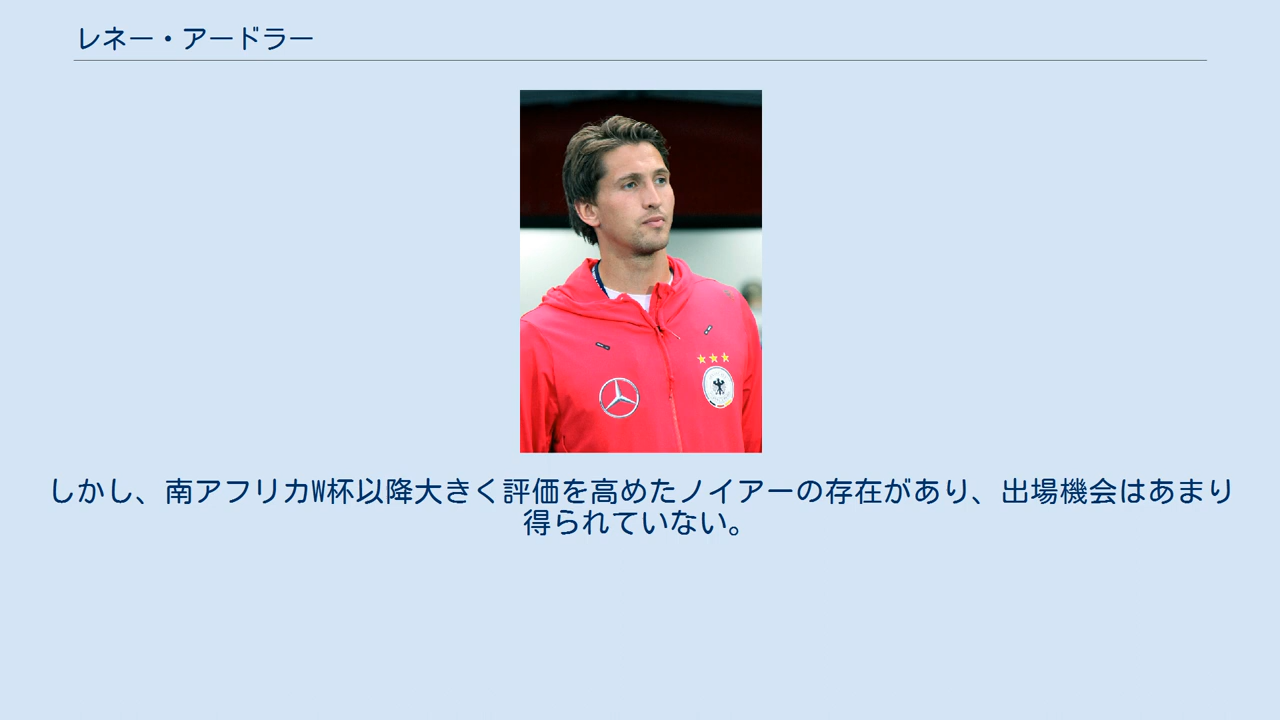 レネー・アードラー
しかし、南アフリカW杯以降大きく評価を高めたノイアーの存在があり、出場機会はあまり
得られていない。